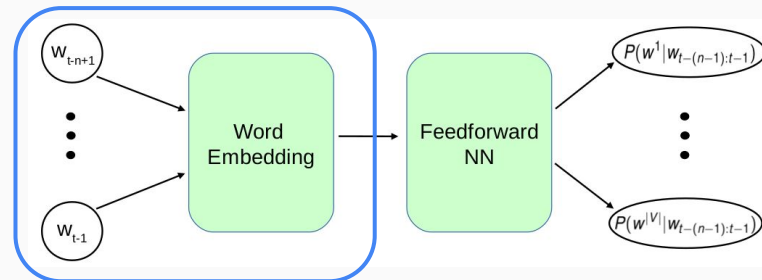 w_{t-n+1}
w_{t-1}
Word
Embedding
Feedforward
NN
P(w^1|w_{t-(n-1):t-1})
P(w^{|V|}|w_{t-(n-1):t-1})